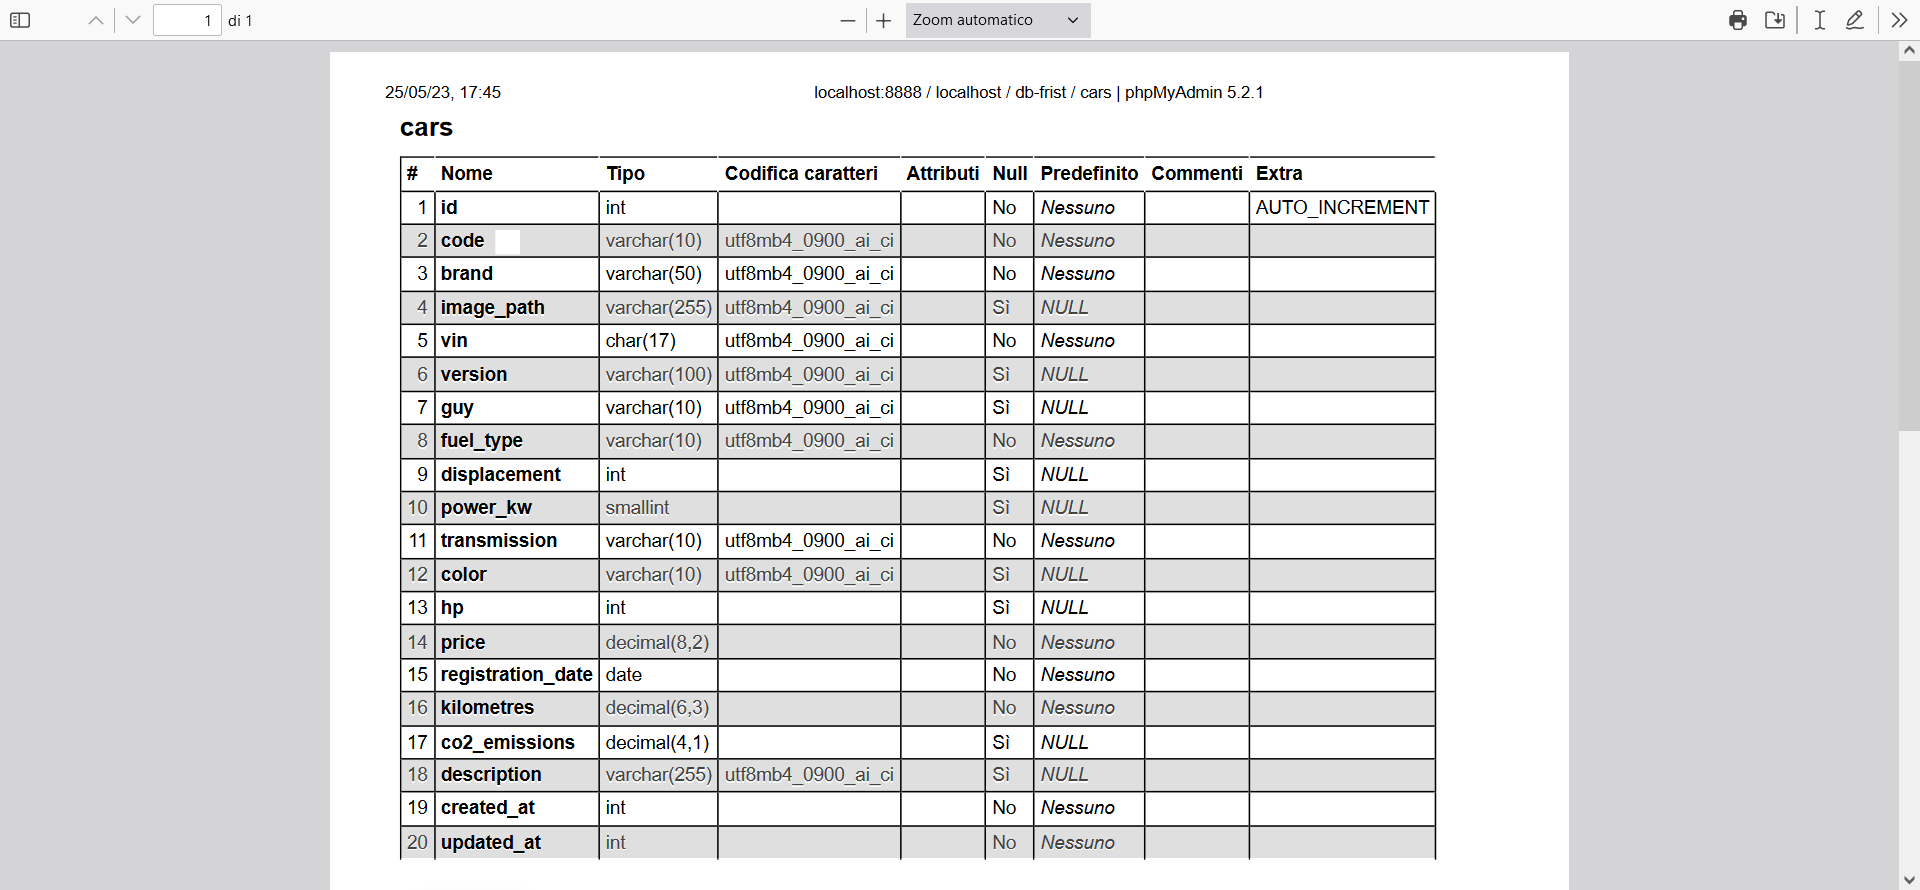 1 di 1 Zoom automatico
25/05/23, 17:45 localhost:8888 / localhost / db-frist / cars | phpMyAdmin 5.2.1
cars
# Nome Tipo Codifica caratteri Attributi Null Predefinito Commenti Extra
1 id int No Nessuno AUTO_INCREMENT
2 code varchar(10) utf8mb4_0900_ai_ci No Nessuno
3 brand varchar(50) utf8mb4_0900_ai_ci No Nessuno
4 image_path varchar(255) utf8mb4_0900_ai_ci Sì NULL
5 vin char(17) utf8mb4_0900_ai_ci No Nessuno
6 version varchar(100) utf8mb4_0900_ai_ci Sì NULL
7 guy varchar(10) utf8mb4_0900_ai_ci Sì NULL
8 fuel_type varchar(10) utf8mb4_0900_ai_ci No Nessuno
9 displacement int Sì NULL
10 power_kw smallint Sì NULL
11 transmission varchar(10) utf8mb4_0900_ai_ci No Nessuno
12 color varchar(10) utf8mb4_0900_ai_ci Sì NULL
13 hp int Sì NULL
14 price decimal(8,2) No Nessuno
15 registration_date date No Nessuno
16 kilometres decimal(6,3) No Nessuno
17 co2_emissions decimal(4,1) Sì NULL
18 description varchar(255) utf8mb4_0900_ai_ci Sì NULL
19 created_at int No Nessuno
20 updated_at int No Nessuno